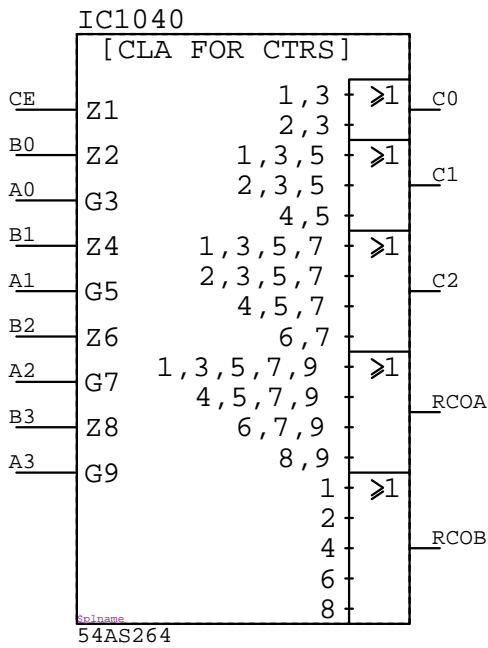 IC1040
[CLA FOR CTRS]
CE
Z1
1,3
≥1
C0
2,3
B0
Z2
1,3,5
≥1
C1
A0
G3
2,3,5
4,5
B1
Z4
1,3,5,7
≥1
A1
G5
2,3,5,7
C2
4,5,7
B2
Z6
6,7
A2
G7
1,3,5,7,9
≥1
4,5,7,9
RCOA
B3
Z8
6,7,9
8,9
A3
G9
1
≥1
2
4
RCOB
6
8
$plname
54AS264